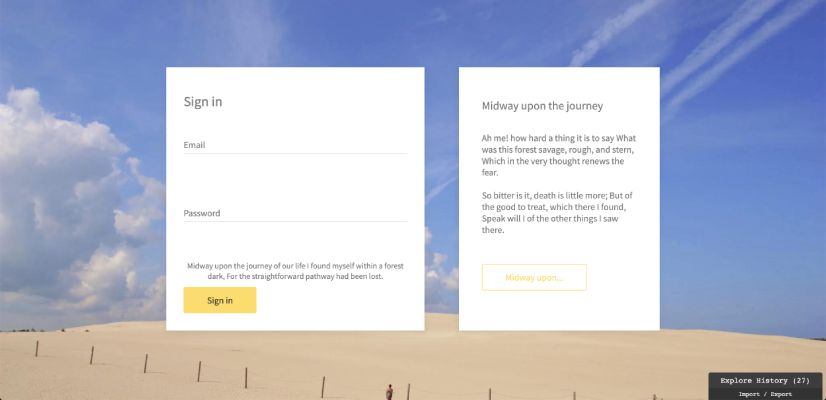 Sign in
Email
Password
Midway upon the journey of our life I found myself within a forest
dark, For the straightforward pathway had been lost.
Sign in
Midway upon the journey
Ah me! how hard a thing it is to say What
was this forest savage, rough, and stern,
Which in the very thought renews the
fear.
So bitter is it, death is little more; But of
the good to treat, which there I found,
Speak will I of the other things I saw
there.
Midway upon...
Explore History (27)
Import / Export